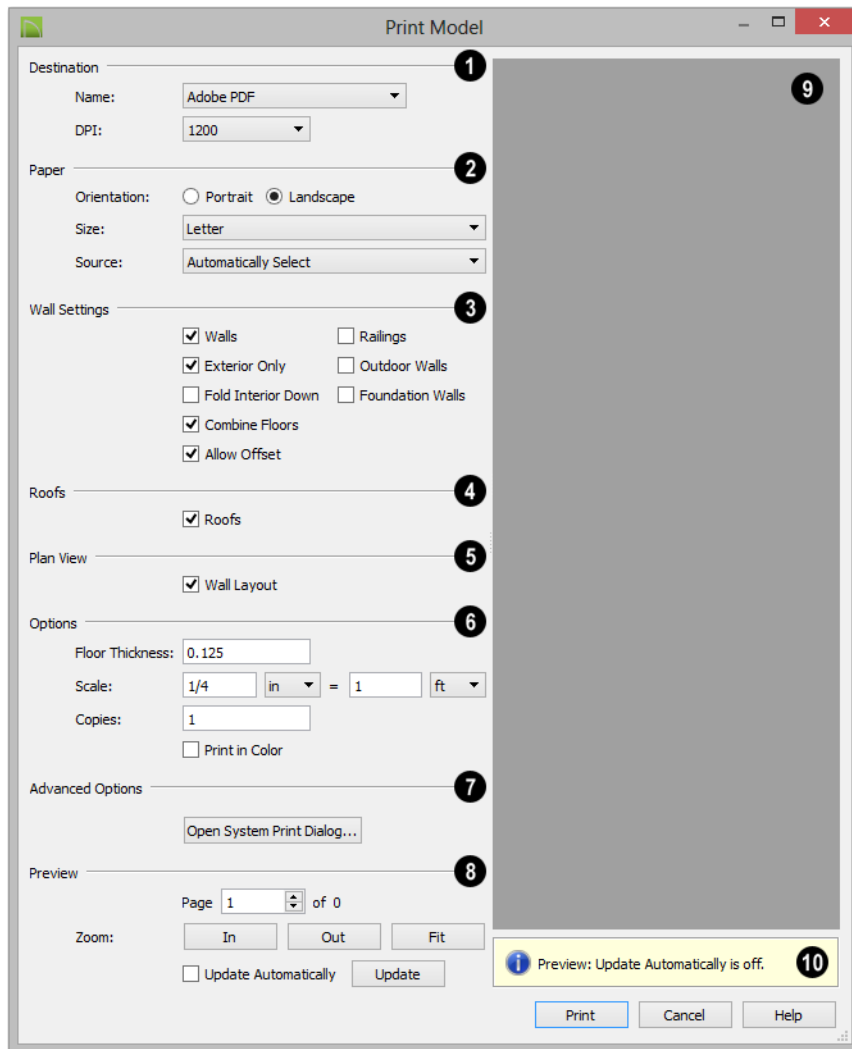 Print Model
Destination 1
Name: Adobe PDF
DPI: 1200
Paper 2
Orientation: Portrait Landscape
Size: Letter
Source: Automatically Select
Wall Settings 3
Walls Railings
Exterior Only Outdoor Walls
Fold Interior Down Foundation Walls
Combine Floors
Allow Offset
Roofs 4
Roofs
Plan View 5
Wall Layout
Options 6
Floor Thickness: 0.125
Scale: 1/4 in = 1 ft
Copies: 1
Print in Color
Advanced Options 7
Open System Print Dialog...
Preview 8
Page 1 of 0
Zoom: In Out Fit
Update Automatically Update
9
Preview: Update Automatically is off. 10
Print Cancel Help